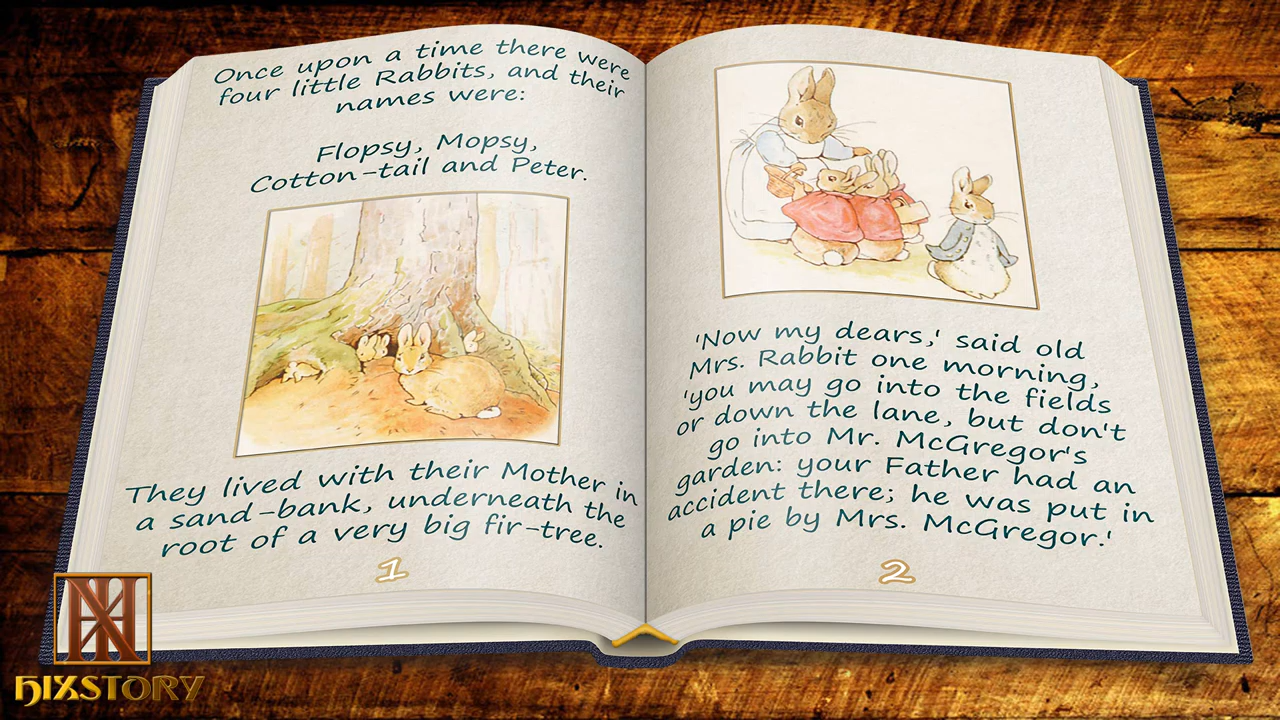 Once upon a time there were
four little Rabbits, and their
names were:
Flopsy, Mopsy,
Cotton-tail and Peter.
They lived with their Mother in
a sand-bank, underneath the
root of a very big fir-tree.
1
'Now my dears,' said old
Mrs. Rabbit one morning,
'you may go into the fields
or down the lane, but don't
go into Mr. McGregor's
garden: your Father had an
accident there; he was put in
a pie by Mrs. McGregor.'
2
HIXSTORY